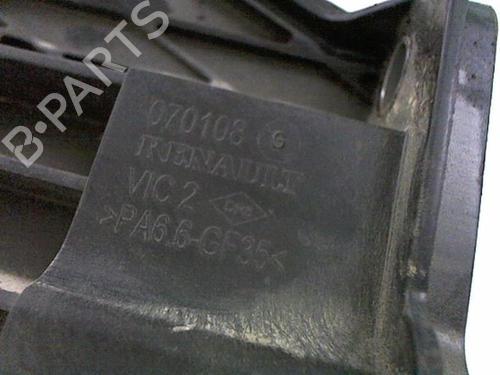 B-PARTS
070108 G
RENAULT
VIC 2
>PA6.6-GF35<